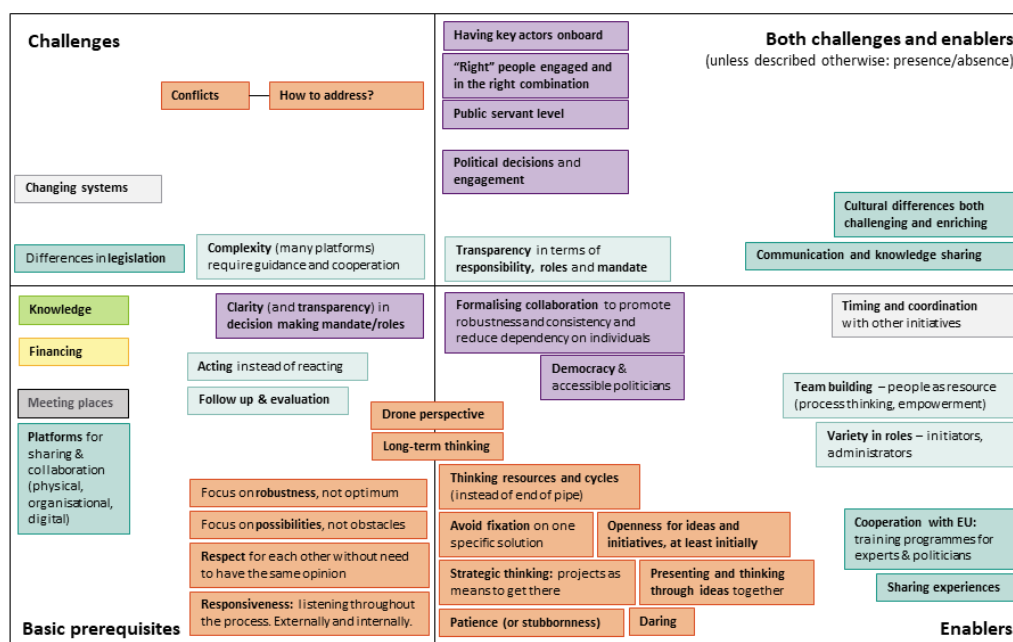 Challenges
Conflicts
How to address?
Changing systems
Differences in legislation
Complexity (many platforms)
require guidance and cooperation
Having key actors onboard
"Right" people engaged and
in the right combination
Public servant level
Political decisions and
engagement
Transparency in terms of
responsibility, roles and mandate
Both challenges and enablers
(unless described otherwise: presence/absence)
Cultural differences both
challenging and enriching
Communication and knowledge sharing
Knowledge
Financing
Meeting places
Platforms for
sharing &
collaboration
(physical,
organisational,
digital)
Clarity (and transparency) in
decision making mandate/roles
Acting instead of reacting
Follow up & evaluation
Drone perspective
Long-term thinking
Focus on robustness, not optimum
Focus on possibilities, not obstacles
Respect for each other without need
to have the same opinion
Responsiveness: listening throughout
the process. Externally and internally.
Basic prerequisites
Formalising collaboration to promote
robustness and consistency and
reduce dependency on individuals
Democracy &
accessible politicians
Timing and coordination
with other initiatives
Team building – people as resource
(process thinking, empowerment)
Variety in roles – initiators,
administrators
Thinking resources and cycles
(instead of end of pipe)
Avoid fixation on one
specific solution
Openness for ideas and
initiatives, at least initially
Strategic thinking: projects as
means to get there
Presenting and thinking
through ideas together
Patience (or stubbornness)
Daring
Cooperation with EU:
training programmes for
experts & politicians
Sharing experiences
Enablers